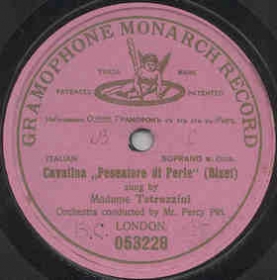 GRAMOPHONE MONARCH RECORD
TRADE MARK
PATENTED PATENTED
ITALIAN SOPRANO
Cavatina „Pescatore di Perle" (Bizet)
sung by
Madame Tetrazzini
Orchestra conducted by Mr. Percy Pitt.
LONDON.
053228